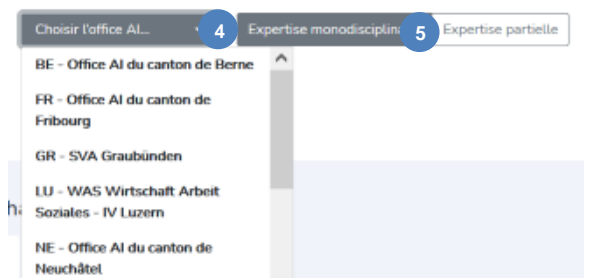 Choisir l'office AI... 4 Expertise monodisciplin 5 Expertise partielle
BE - Office AI du canton de Berne
FR - Office AI du canton de
Fribourg
GR - SVA Graubünden
LU - WAS Wirtschaft Arbeit
Soziales - IV Luzern
NE - Office AI du canton de
Neuchâtel